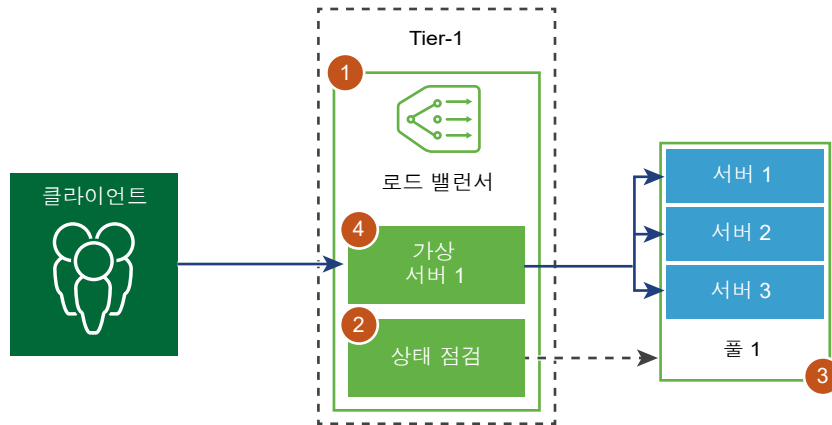 Tier-1
1
로드 밸런서
클라이언트
4
가상
서버 1
2
상태 점검
서버 1
서버 2
서버 3
풀 1
3